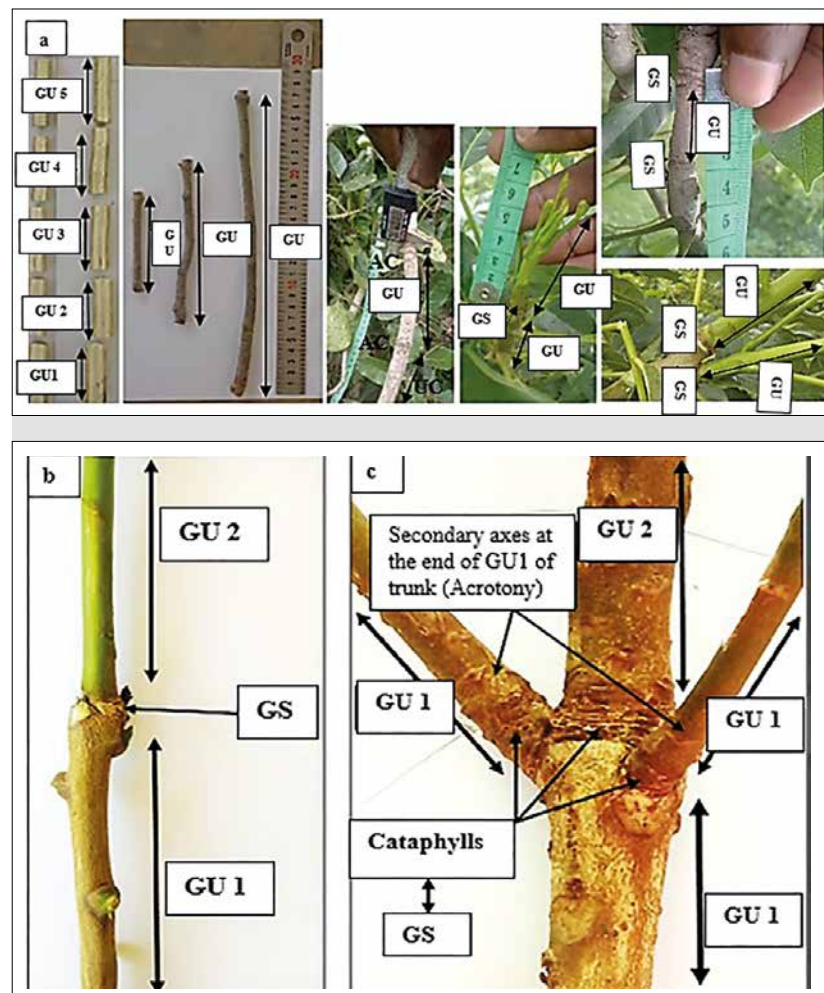 a
GU 5
GU 4
GU 3
GU 2
GU1
G
U
GU
GU
AC
GU
AC
UC
GS
GU
GU
GS
GS
GU
GS
GS
GU
GU
b
GU 2
GS
GU 1
c
Secondary axes at
the end of GU1 of
trunk (Acrotony)
GU 2
GU 1
GU 1
Cataphylls
GS
GU 1